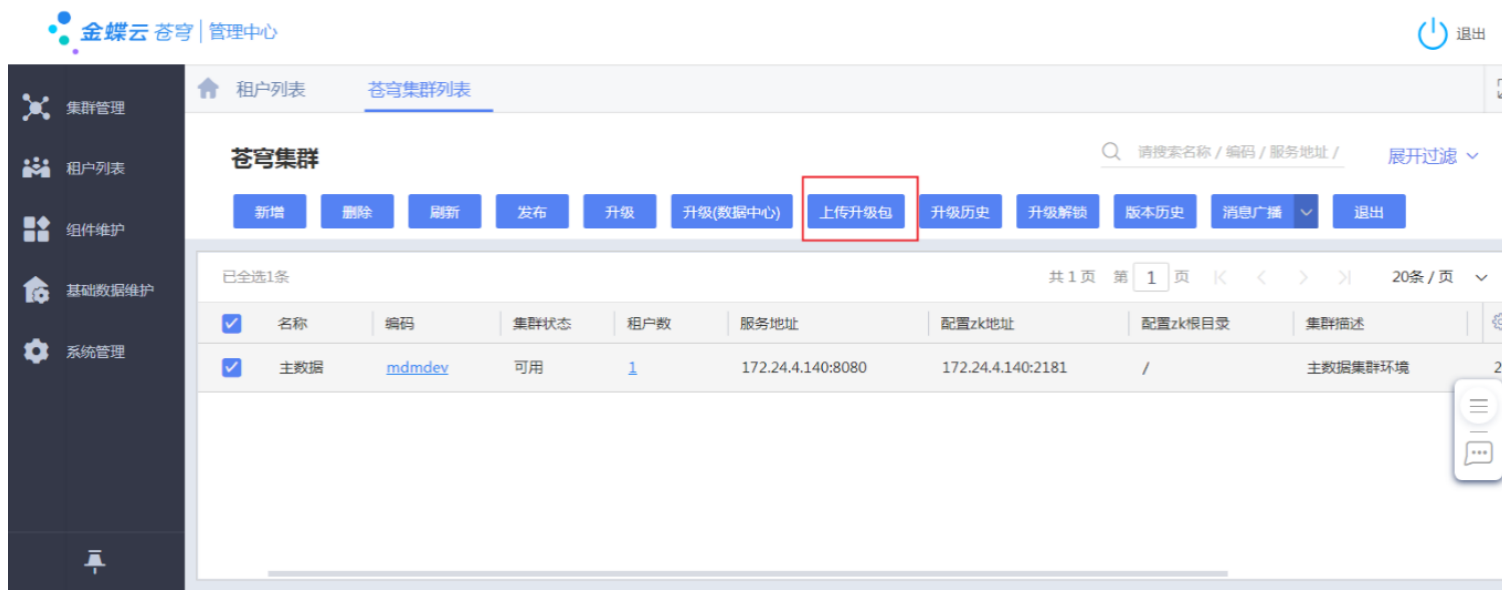 金蝶云 苍穹 | 管理中心
退出
集群管理
租户列表
组件维护
基础数据维护
系统管理
租户列表
苍穹集群列表
苍穹集群
请搜索名称 / 编码 / 服务地址 /
展开过滤
新增
删除
刷新
发布
升级
升级(数据中心)
上传升级包
升级历史
升级解锁
版本历史
消息广播
退出
已全选1条
共 1 页 第 1 页
20条 / 页
名称
编码
集群状态
租户数
服务地址
配置zk地址
配置zk根目录
集群描述
主数据
mdmdev
可用
1
172.24.4.140:8080
172.24.4.140:2181
/
主数据集群环境
2